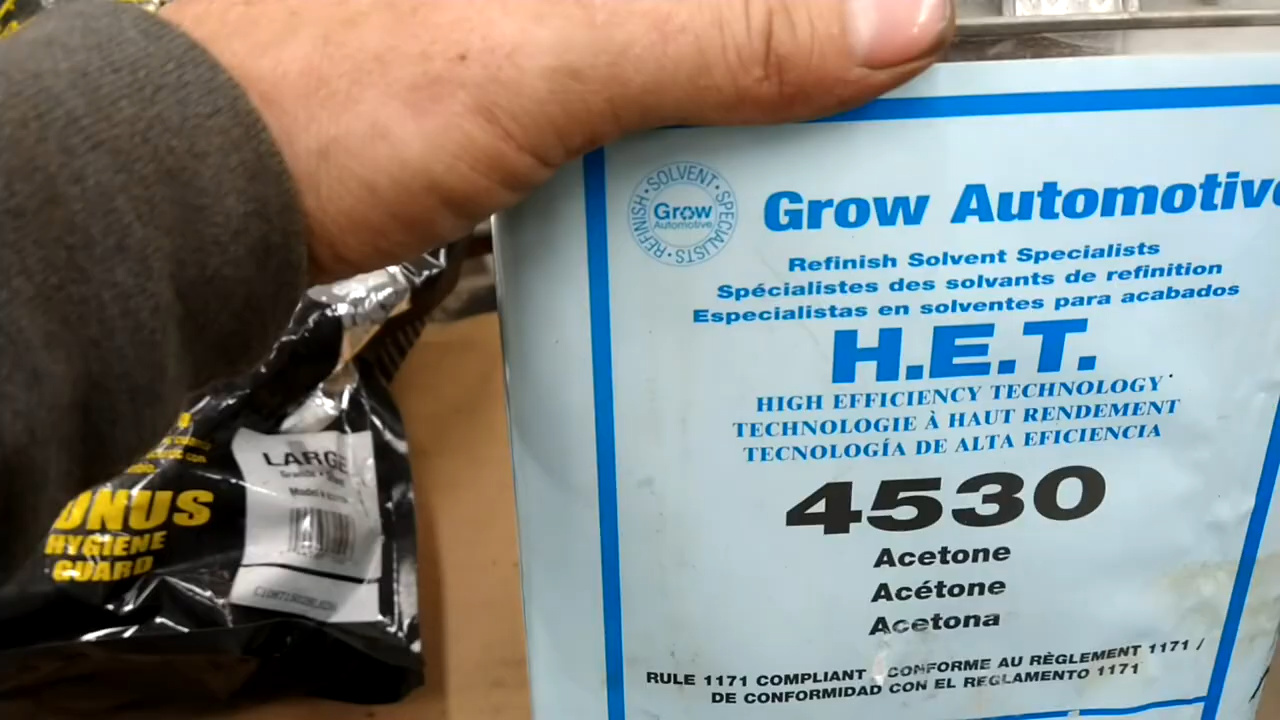 REFINISH · SOLVENT · SPECIALISTS ·
Grow
Automotive
Grow Automotive
Refinish Solvent Specialists
Spécialistes des solvants de refinition
Especialistas en solventes para acabados
H.E.T.
HIGH EFFICIENCY TECHNOLOGY
TECHNOLOGIE À HAUT RENDEMENT
TECNOLOGÍA DE ALTA EFICIENCIA
4530
Acetone
Acétone
Acetona
RULE 1171 COMPLIANT CONFORME AU RÈGLEMENT 1171 /
DE CONFORMIDAD CON EL REGLAMENTO 1171
LARGE
Model
ONUS
HYGIENE
GUARD